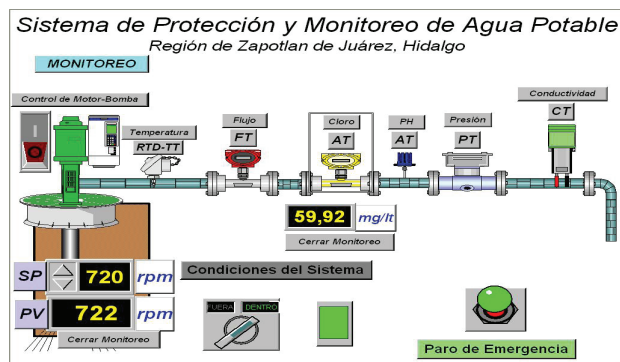 Sistema de Protección y Monitoreo de Agua Potable
Región de Zapotlan de Juárez, Hidalgo
MONITOREO
Control de Motor-Bomba
Temperatura
RTD-TT
Flujo
FT
Cloro
AT
PH
AT
Presión
PT
Conductividad
CT
59,92 mg/lt
Cerrar Monitoreo
SP 720 rpm
PV 722 rpm
Cerrar Monitoreo
Condiciones del Sistema
FUERA DENTRO
Paro de Emergencia